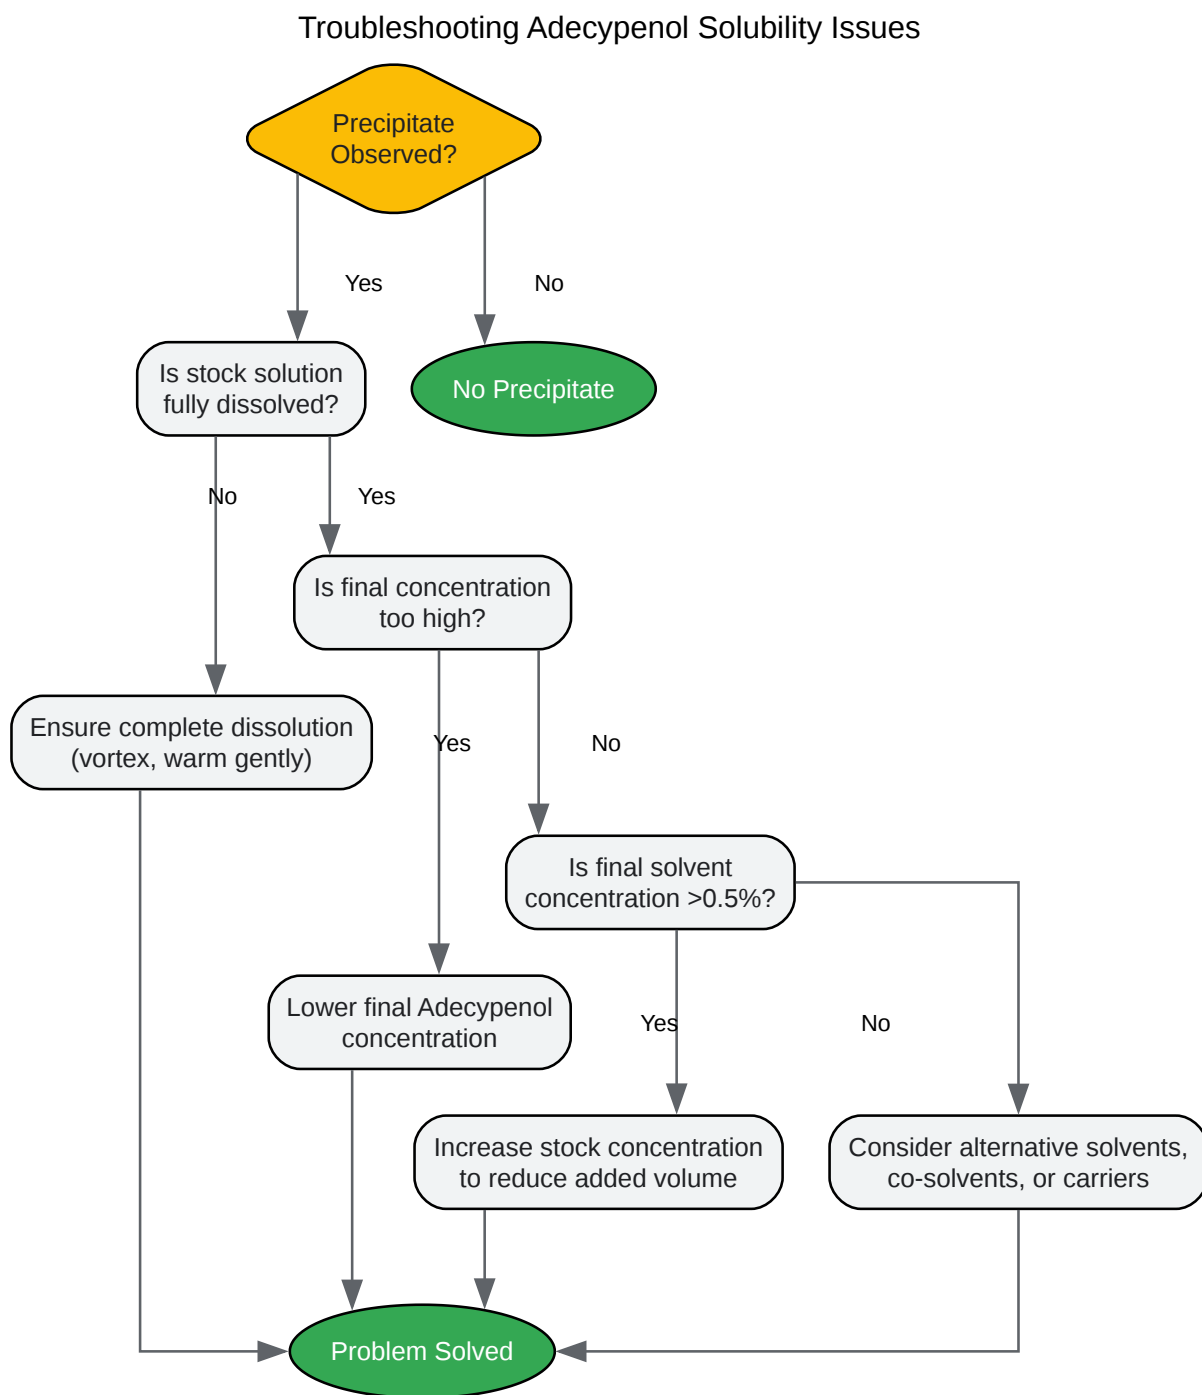 Troubleshooting Adecypenol Solubility Issues
Precipitate
Observed?
Yes
No
Is stock solution
fully dissolved?
No Precipitate
No
Yes
Is final concentration
too high?
Ensure complete dissolution
(vortex, warm gently)
Yes
No
Is final solvent
concentration >0.5%?
Lower final Adecypenol
concentration
Yes
No
Increase stock concentration
to reduce added volume
Consider alternative solvents,
co-solvents, or carriers
Problem Solved